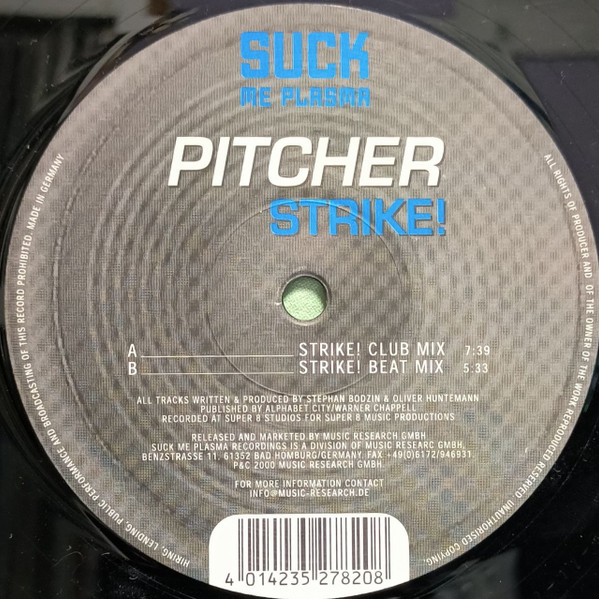 SUCK
ME PLASMA
PITCHER
STRIKE!
A STRIKE! CLUB MIX 7:39
B STRIKE! BEAT MIX 5:33
ALL TRACKS WRITTEN & PRODUCED BY STEPHAN BODZIN & OLIVER HUNTEMANN
PUBLISHED BY ALPHABET CITY/WARNER CHAPPELL
RECORDED AT SUPER 8 STUDIOS FOR SUPER 8 MUSIC PRODUCTIONS
RELEASED AND MARKETED BY MUSIC RESEARCH GMBH.
SUCK ME PLASMA RECORDINGS IS A DIVISION OF MUSIC RESEARC GMBH,
BENZSTRASSE 11, 61352 BAD HOMBURG/GERMANY. FAX +49(0)6172/946931.
P&C 2000 MUSIC RESEARCH GMBH.
FOR MORE INFORMATION CONTACT
INFO@MUSIC-RESEARCH.DE
4 014235 278208
ALL RIGHTS OF PRODUCER AND OF THE OWNER OF THE WORK REPRODUCED RESERVED. UNAUTHORISED COPYING,
HIRING, LENDING, PUBLIC PERFORMANCE AND BROADCASTING OF THIS RECORD PROHIBITED. MADE IN GERMANY